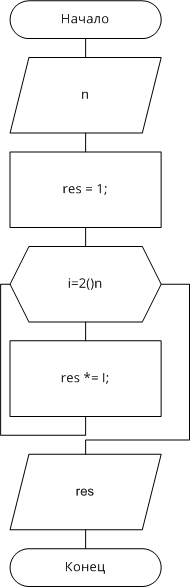 Начало
n
res = 1;
i=2()n
res *= I;
res
Конец